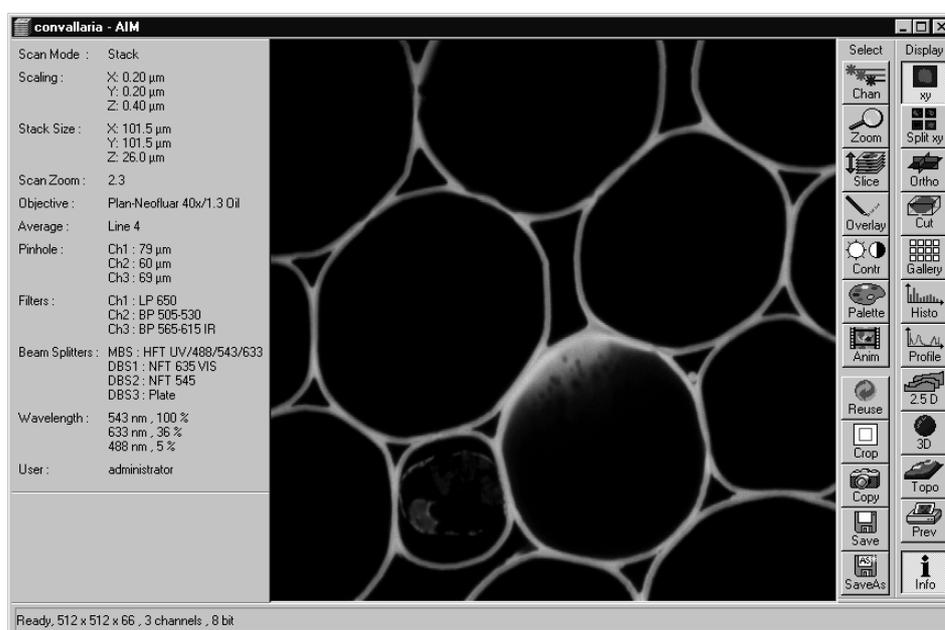 convallaria - AIM
Scan Mode : Stack
Scaling : X: 0.20 µm
Y: 0.20 µm
Z: 0.40 µm
Stack Size : X: 101.5 µm
Y: 101.5 µm
Z: 26.0 µm
Scan Zoom : 2.3
Objective : Plan-Neofluar 40x/1.3 Oil
Average : Line 4
Pinhole : Ch1 : 79 µm
Ch2 : 60 µm
Ch3 : 69 µm
Filters : Ch1 : LP 650
Ch2 : BP 505-530
Ch3 : BP 565-615 IR
Beam Splitters : MBS : HFT UV/488/543/633
DBS1 : NFT 635 VIS
DBS2 : NFT 545
DBS3 : Plate
Wavelength : 543 nm , 100 %
633 nm , 36 %
488 nm , 5 %
User : administrator
Select
Chan
Zoom
Slice
Overlay
Contr
Palette
Anim
Reuse
Crop
Copy
Save
AS
SaveAs
Display
xy
Split xy
Ortho
Cut
Gallery
Histo
Profile
2.5 D
3D
Topo
Prev
Info
Ready, 512 x 512 x 66 , 3 channels , 8 bit